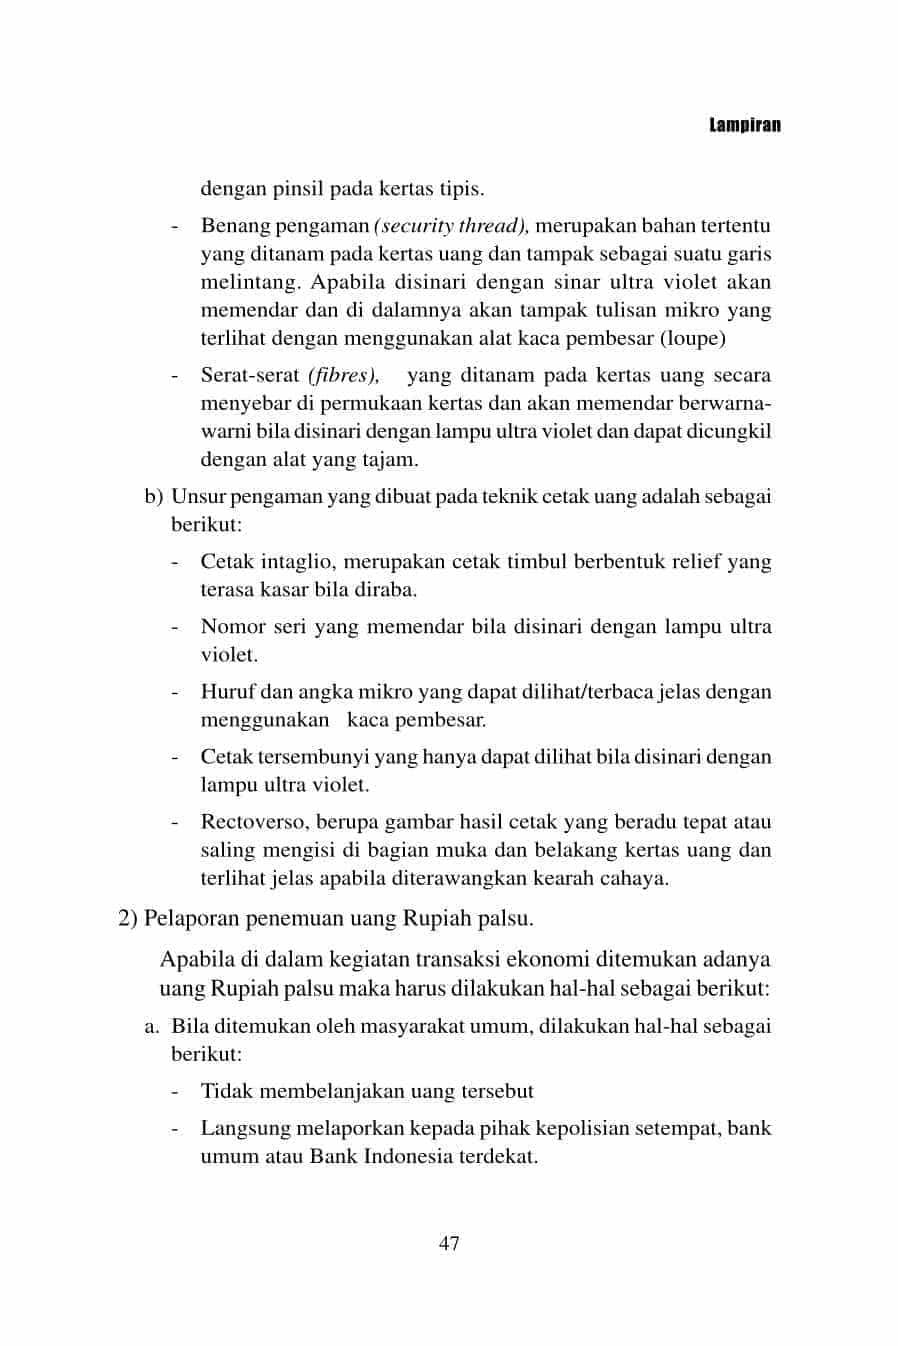 Lampiran
dengan pinsil pada kertas tipis.
- Benang pengaman (security thread), merupakan bahan tertentu
yang ditanam pada kertas uang dan tampak sebagai suatu garis
melintang. Apabila disinari dengan sinar ultra violet akan
memendar dan di dalamnya akan tampak tulisan mikro yang
terlihat dengan menggunakan alat kaca pembesar (loupe)
- Serat-serat (fibres), yang ditanam pada kertas uang secara
menyebar di permukaan kertas dan akan memendar berwarna-
warni bila disinari dengan lampu ultra violet dan dapat dicungkil
dengan alat yang tajam.
b) Unsur pengaman yang dibuat pada teknik cetak uang adalah sebagai
berikut:
- Cetak intaglio, merupakan cetak timbul berbentuk relief yang
terasa kasar bila diraba.
- Nomor seri yang memendar bila disinari dengan lampu ultra
violet.
- Huruf dan angka mikro yang dapat dilihat/terbaca jelas dengan
menggunakan kaca pembesar.
- Cetak tersembunyi yang hanya dapat dilihat bila disinari dengan
lampu ultra violet.
- Rectoverso, berupa gambar hasil cetak yang beradu tepat atau
saling mengisi di bagian muka dan belakang kertas uang dan
terlihat jelas apabila diterawangkan kearah cahaya.
2) Pelaporan penemuan uang Rupiah palsu.
Apabila di dalam kegiatan transaksi ekonomi ditemukan adanya
uang Rupiah palsu maka harus dilakukan hal-hal sebagai berikut:
a. Bila ditemukan oleh masyarakat umum, dilakukan hal-hal sebagai
berikut:
- Tidak membelanjakan uang tersebut
- Langsung melaporkan kepada pihak kepolisian setempat, bank
umum atau Bank Indonesia terdekat.
47